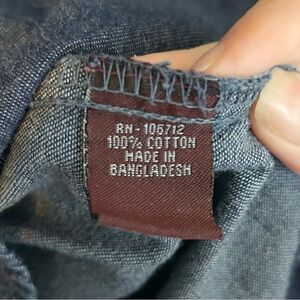 RN-106712
100% COTTON
MADE IN
BANGLADESH